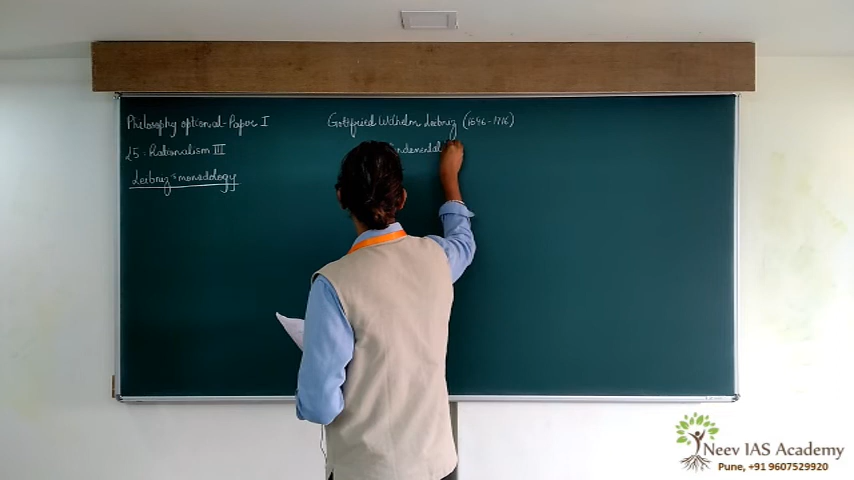 Philosophy optional-Paper I
L5: Rationalism III
Leibniz's monadology
Gottfried Wilhelm Leibniz (1646-1716)
Neev IAS Academy
Pune, +91 9607529920